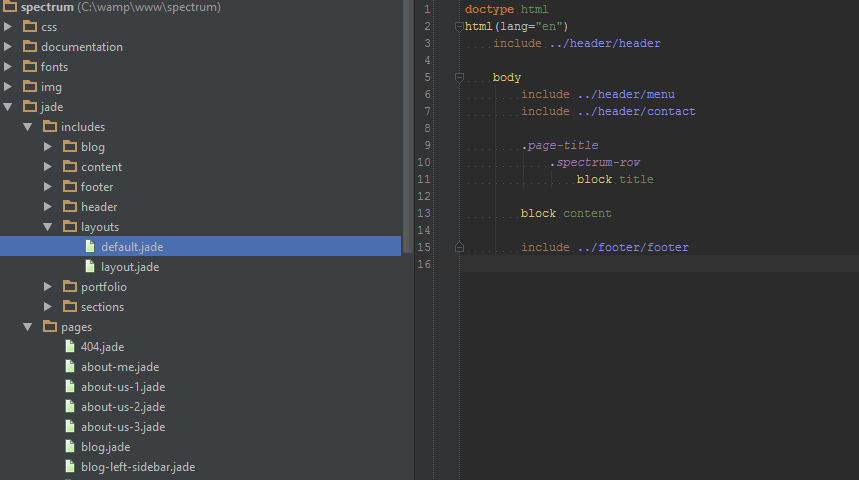 spectrum (C:\wamp\www\spectrum)
css
documentation
fonts
img
jade
includes
blog
content
footer
header
layouts
default.jade
layout.jade
portfolio
sections
pages
404.jade
about-me.jade
about-us-1.jade
about-us-2.jade
about-us-3.jade
blog.jade
blog-left-sidebar.jade
1 doctype html
2 html(lang="en")
3 include ../header/header
4
5 body
6 include ../header/menu
7 include ../header/contact
8
9 .page-title
10 .spectrum-row
11 block title
12
13 block content
14
15 include ../footer/footer
16